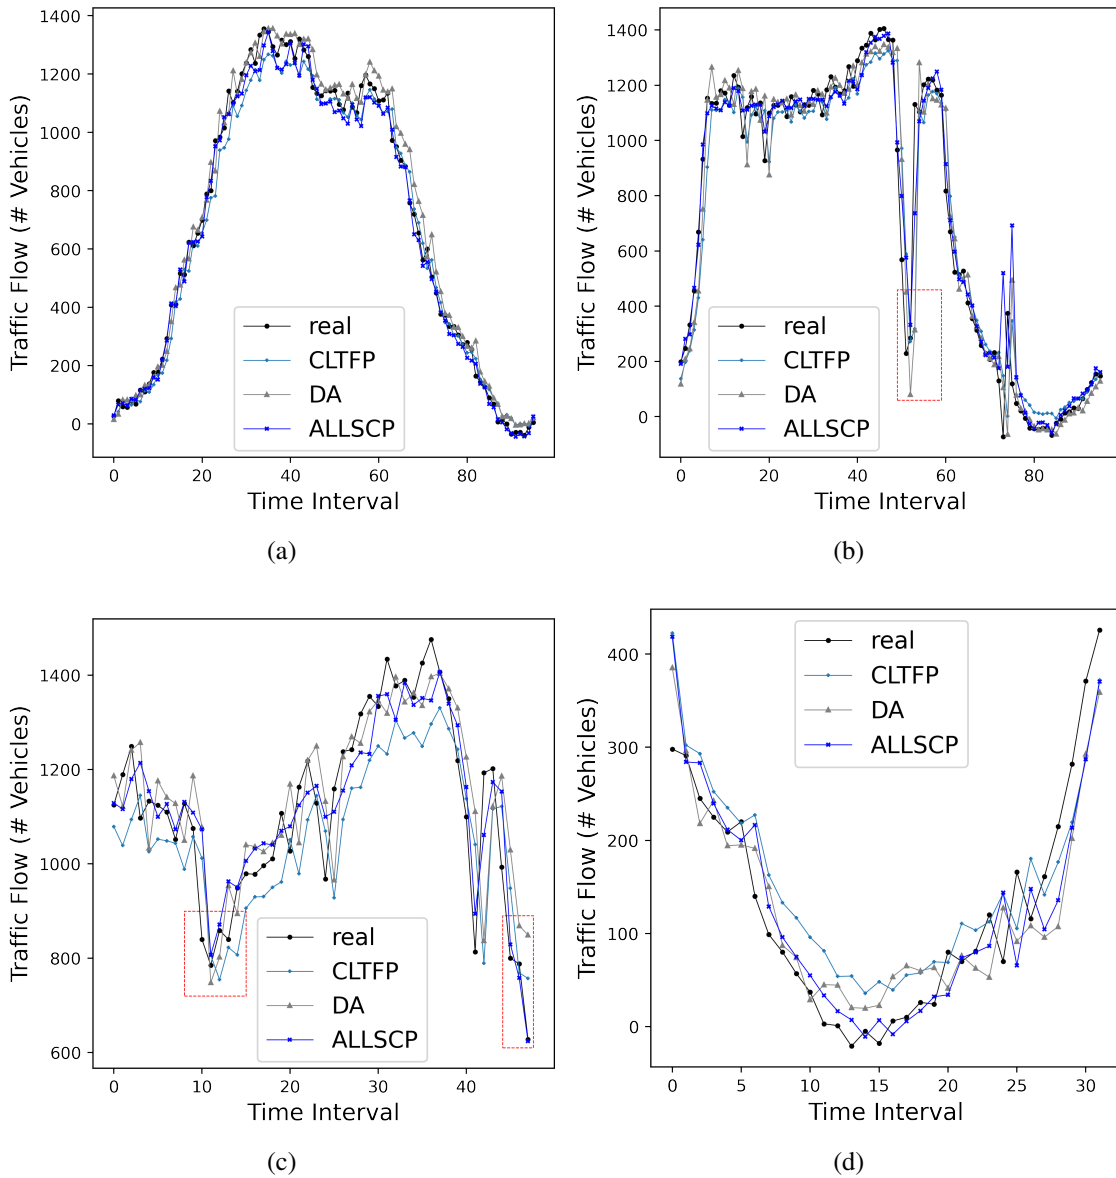 1400
1200
1000
800
600
400
200
0
Traffic Flow (# Vehicles)
real
CLTFP
DA
ALLSCP
0 20 40 60 80
Time Interval
(a)
1400
1200
1000
800
600
400
200
0
Traffic Flow (# Vehicles)
real
CLTFP
DA
ALLSCP
0 20 40 60 80
Time Interval
(b)
1400
1200
1000
800
600
Traffic Flow (# Vehicles)
real
CLTFP
DA
ALLSCP
0 10 20 30 40
Time Interval
(c)
400
300
200
100
0
Traffic Flow (# Vehicles)
real
CLTFP
DA
ALLSCP
0 5 10 15 20 25 30
Time Interval
(d)